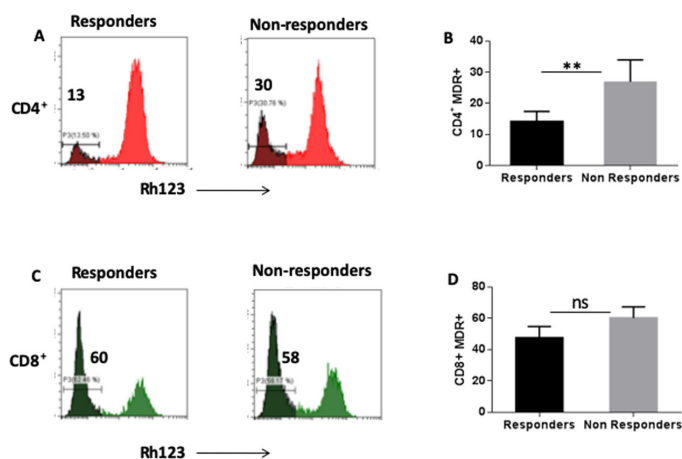 A
Responders
Non-responders
CD4⁺
13
P3(13.50 %)
30
P3(30.76 %)
Rh123
B
CD4⁺ MDR+
40
30
20
10
0
**
Responders
Non Responders
C
Responders
Non-responders
CD8⁺
60
58
Rh123
D
CD8+ MDR+
80
60
40
20
0
ns
Responders
Non Responders